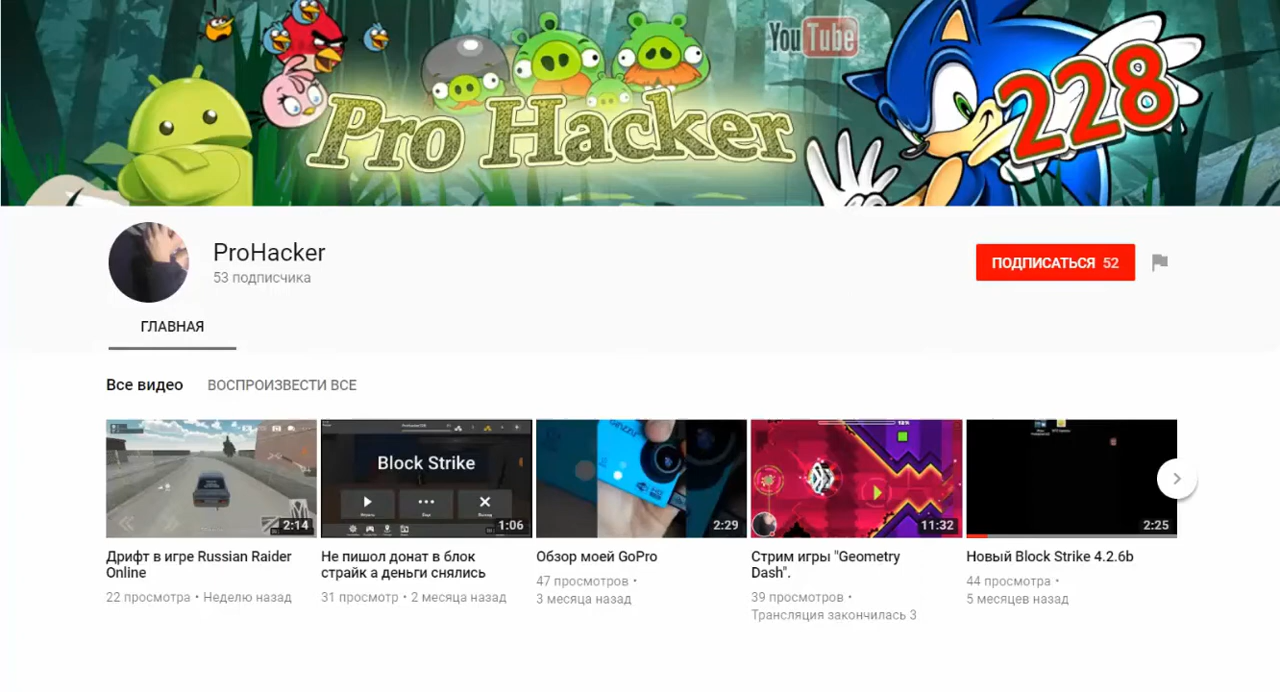 YouTube
Pro Hacker
228
ProHacker
53 подписчика
ПОДПИСАТЬСЯ 52
ГЛАВНАЯ
Все видео ВОСПРОИЗВЕСТИ ВСЕ
2:14
Block Strike
1:06
2:29
12%
11:32
2:25
Дрифт в игре Russian Raider
Online
22 просмотра • Неделю назад
Не пишол донат в блок
страйк а деньги снялись
31 просмотр • 2 месяца назад
Обзор моей GoPro
47 просмотров •
3 месяца назад
Стрим игры "Geometry
Dash".
39 просмотров •
Трансляция закончилась 3
Новый Block Strike 4.2.6b
44 просмотра •
5 месяцев назад